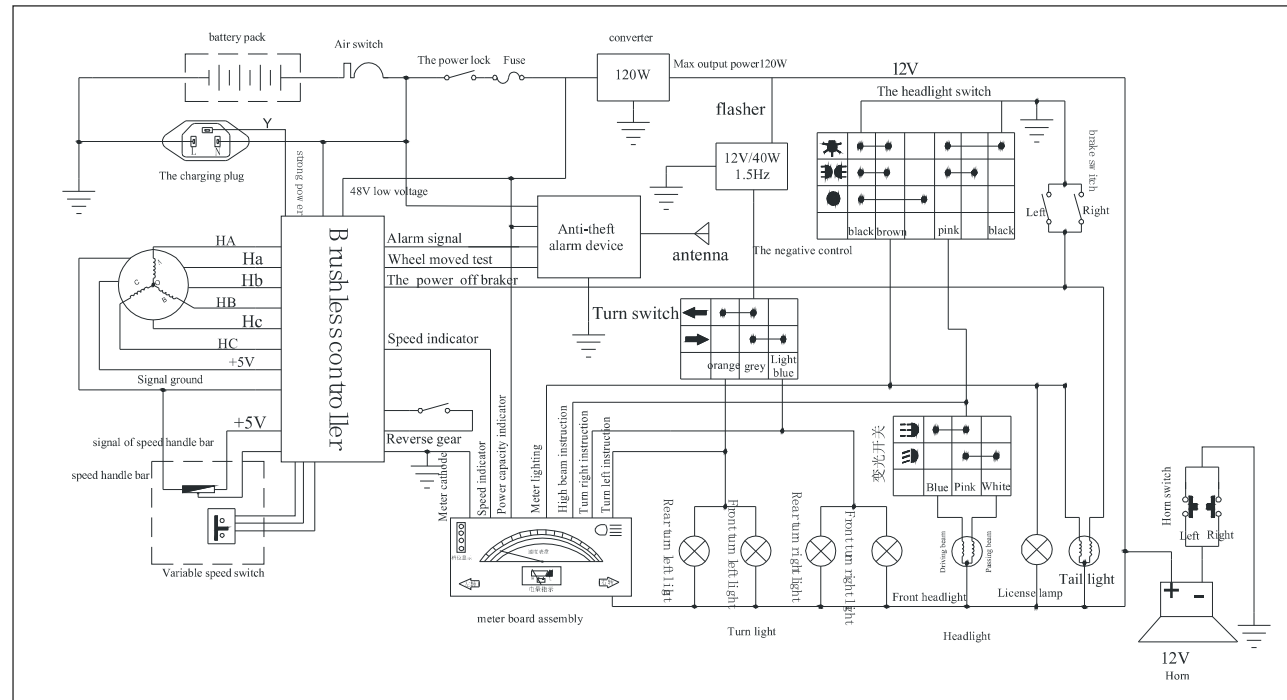 battery pack
Air switch
The power lock
Fuse
converter
120W
Max output power120W
12V
The headlight switch
flasher
12V/40W
1.5Hz
brake switch
Left
Right
black
brown
pink
black
Y
L
N
The charging plug
strong power
48V low voltage
Anti-theft
alarm device
antenna
The negative control
Brushless controller
HA
Ha
Hb
HB
Hc
HC
+5V
Signal ground
+5V
signal of speed handle bar
speed handle bar
Variable speed switch
Alarm signal
Wheel moved test
The power off braker
Speed indicator
Reverse gear
Turn switch
orange
grey
Light
blue
变光开关
Blue
Pink
White
Meter cathode
Speed indicator
Power capacity indicator
Meter lighting
High beam instruction
Turn right instruction
Turn left instruction
电量指示
meter board assembly
Rear turn left light
Front turn left light
Rear turn right light
Front turn right light
Turn light
Driving beam
Passing beam
Front headlight
Headlight
License lamp
Tail light
Horn switch
Left
Right
+
-
12V
Horn